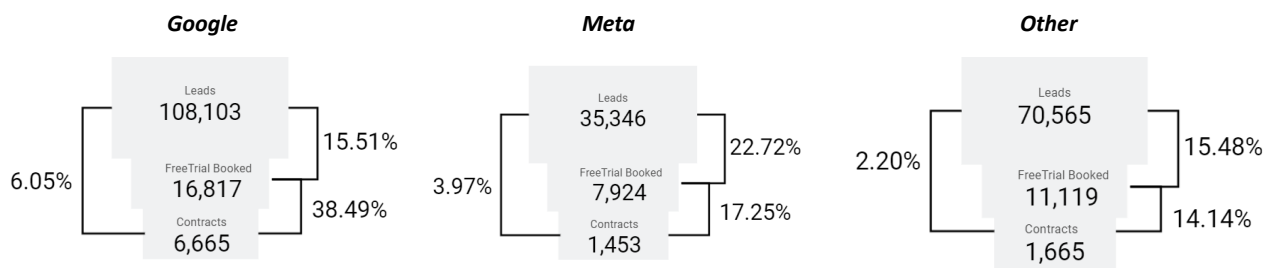 Google
Leads
108,103
15.51%
FreeTrial Booked
16,817
6.05%
38.49%
Contracts
6,665
Meta
Leads
35,346
22.72%
FreeTrial Booked
7,924
3.97%
17.25%
Contracts
1,453
Other
Leads
70,565
15.48%
2.20%
FreeTrial Booked
11,119
14.14%
Contracts
1,665